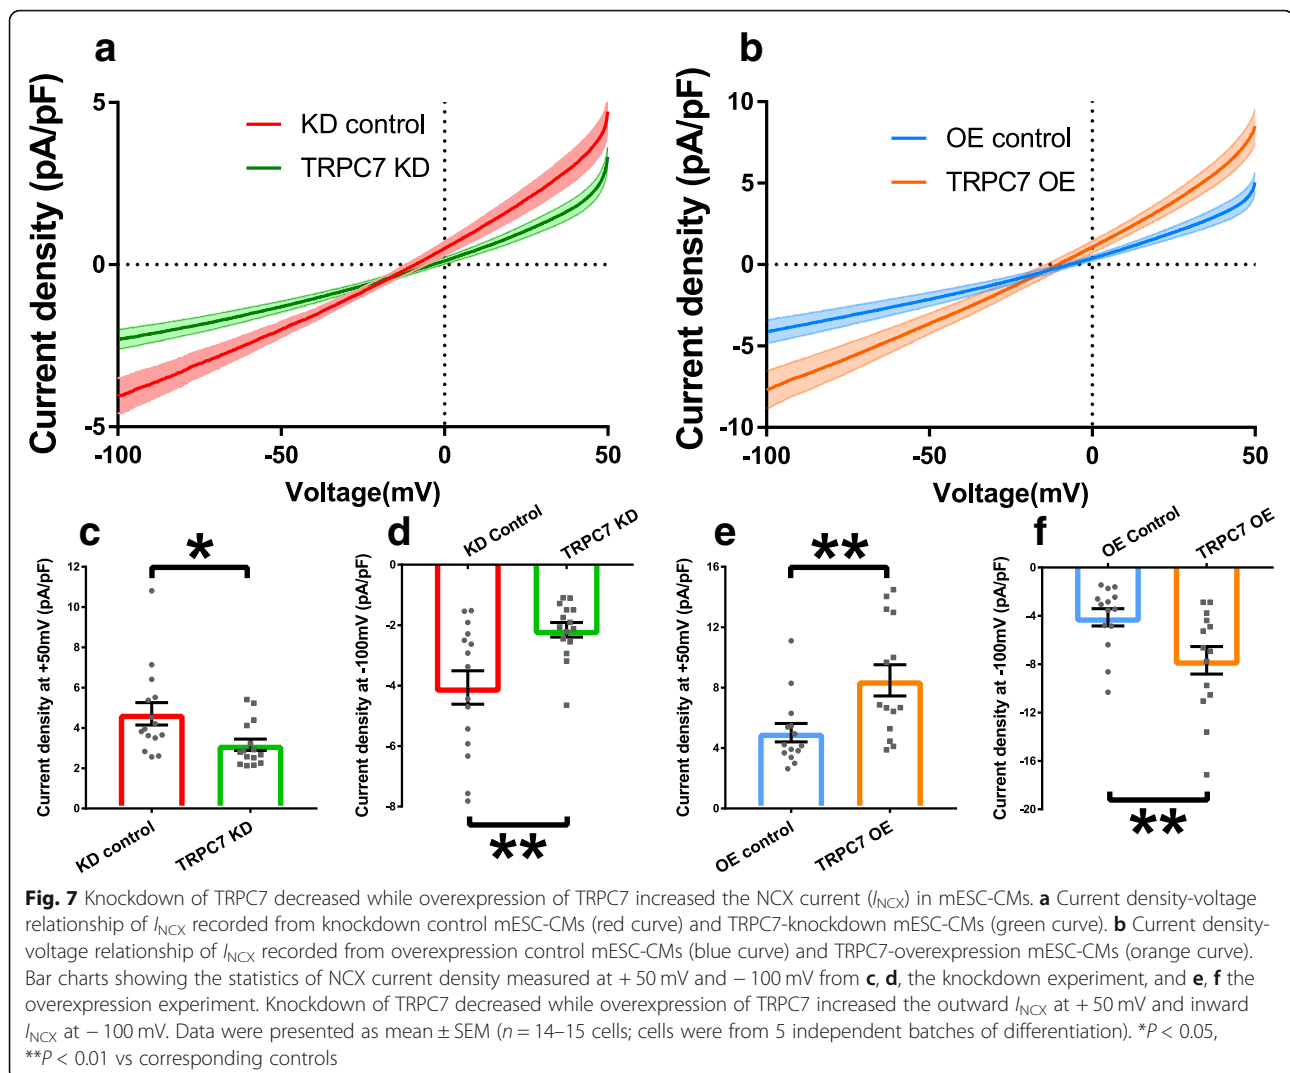 a
Current density (pA/pF)
5
0
-5
KD control
TRPC7 KD
-100
-50
0
50
Voltage(mV)
b
Current density (pA/pF)
10
5
0
-5
-10
OE control
TRPC7 OE
-100
-50
0
50
Voltage(mV)
c
Current density at +50mV (pA/pF)
12
10
8
6
4
2
0
*
KD control
TRPC7 KD
d
Current density at -100mV (pA/pF)
KD Control
TRPC7 KD
0
-2
-4
-6
-8
**
e
Current density at +50mV (pA/pF)
16
12
8
4
0
**
OE control
TRPC7 OE
f
Current density at -100mV (pA/pF)
OE Control
TRPC7 OE
0
-4
-8
-12
-16
-20
**
Fig. 7 Knockdown of TRPC7 decreased while overexpression of TRPC7 increased the NCX current (INCX) in mESC-CMs. a Current density-voltage
relationship of INCX recorded from knockdown control mESC-CMs (red curve) and TRPC7-knockdown mESC-CMs (green curve). b Current density-
voltage relationship of INCX recorded from overexpression control mESC-CMs (blue curve) and TRPC7-overexpression mESC-CMs (orange curve).
Bar charts showing the statistics of NCX current density measured at + 50 mV and − 100 mV from c, d, the knockdown experiment, and e, f the
overexpression experiment. Knockdown of TRPC7 decreased while overexpression of TRPC7 increased the outward INCX at + 50 mV and inward
INCX at − 100 mV. Data were presented as mean ± SEM (n = 14–15 cells; cells were from 5 independent batches of differentiation). *P < 0.05,
**P < 0.01 vs corresponding controls